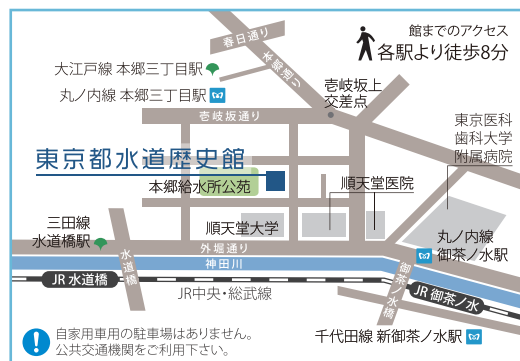 春日通り
本郷通り
館までのアクセス
各駅より徒歩8分
大江戸線 本郷三丁目駅
丸ノ内線 本郷三丁目駅
壱岐坂上
交差点
壱岐坂通り
東京医科
歯科大学
附属病院
東京都水道歴史館
本郷給水所公苑
順天堂医院
三田線
水道橋駅
順天堂大学
外堀通り
丸ノ内線
御茶ノ水駅
水道橋
神田川
御茶ノ水橋
JR 水道橋
JR中央・総武線
JR 御茶ノ水
自家用車用の駐車場はありません。
公共交通機関をご利用下さい。
千代田線 新御茶ノ水駅